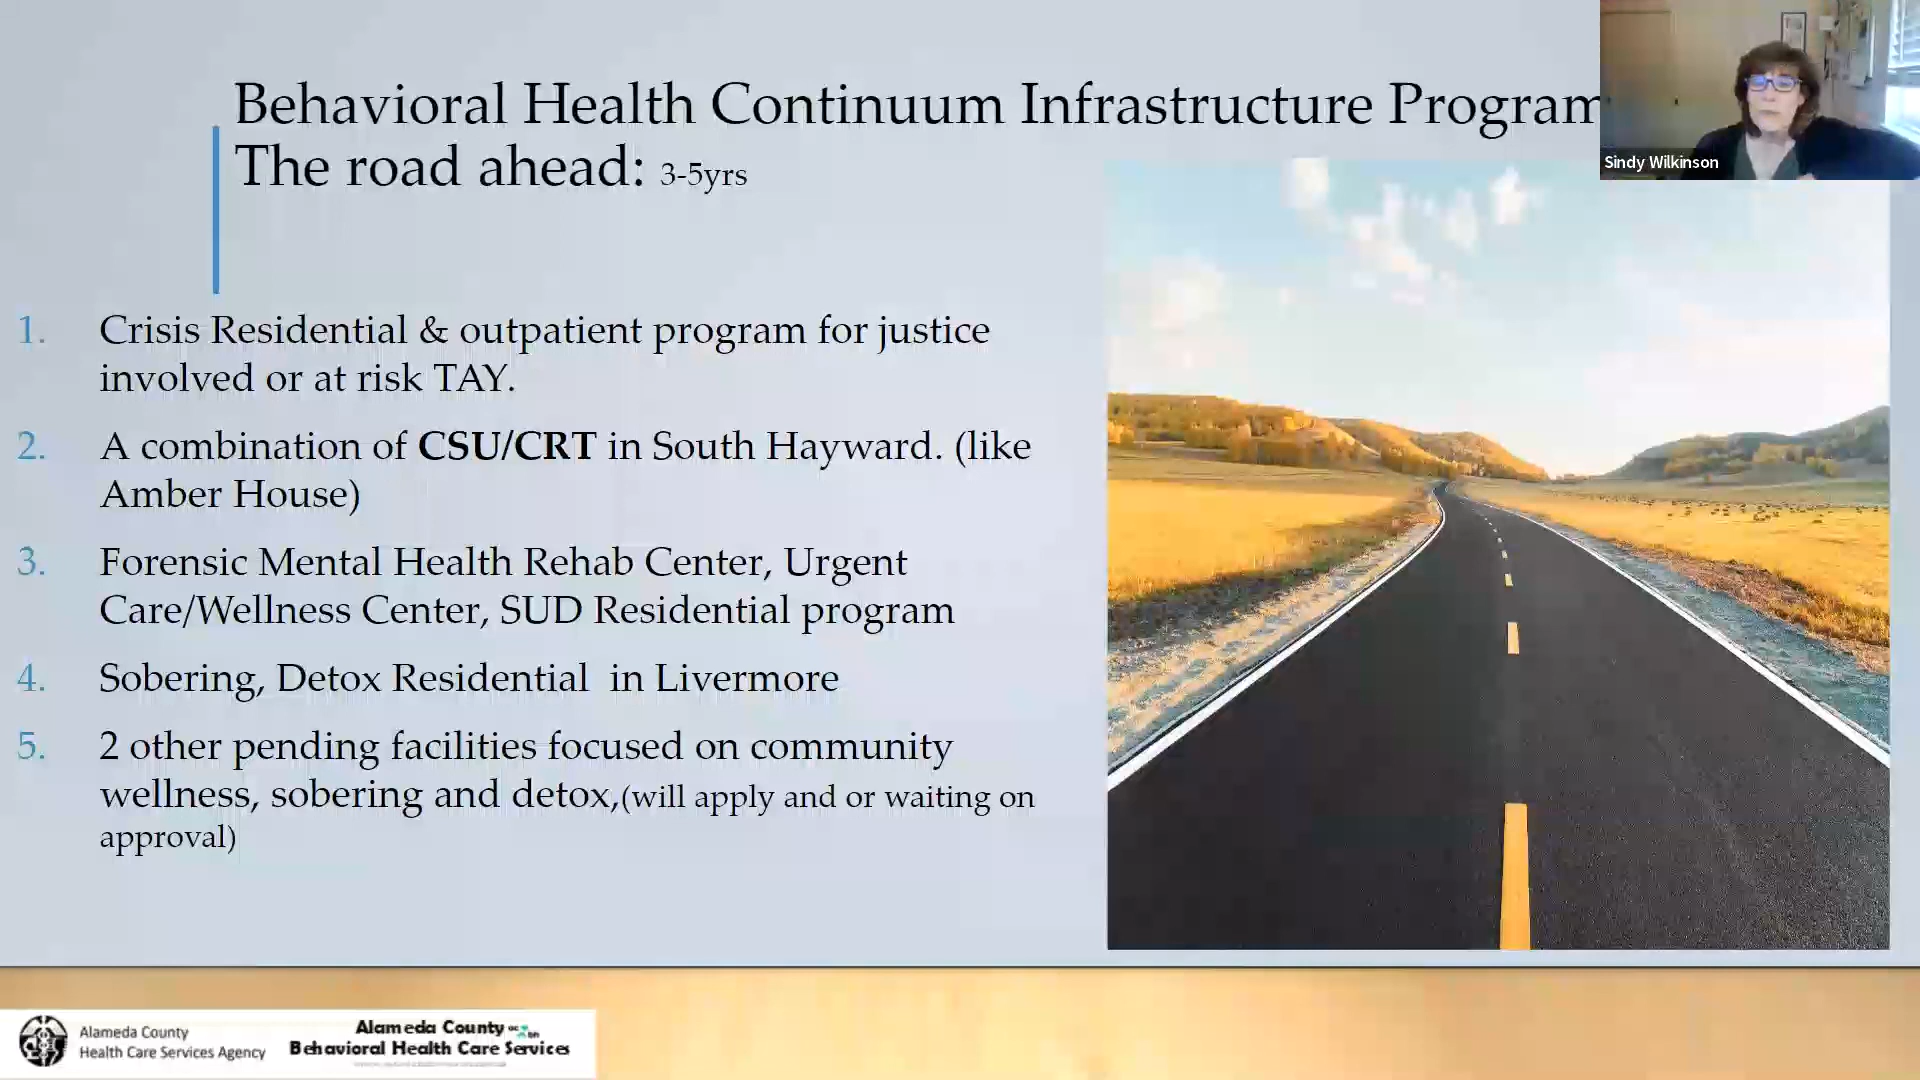 Behavioral Health Continuum Infrastructure Program
The road ahead: 3-5yrs
Sindy Wilkinson
1. Crisis Residential & outpatient program for justice
involved or at risk TAY.
2. A combination of CSU/CRT in South Hayward. (like
Amber House)
3. Forensic Mental Health Rehab Center, Urgent
Care/Wellness Center, SUD Residential program
4. Sobering, Detox Residential  in Livermore
5. 2 other pending facilities focused on community
wellness, sobering and detox,(will apply and or waiting on
approval)
Alameda County
Health Care Services Agency
Alameda County
Behavioral Health Care Services